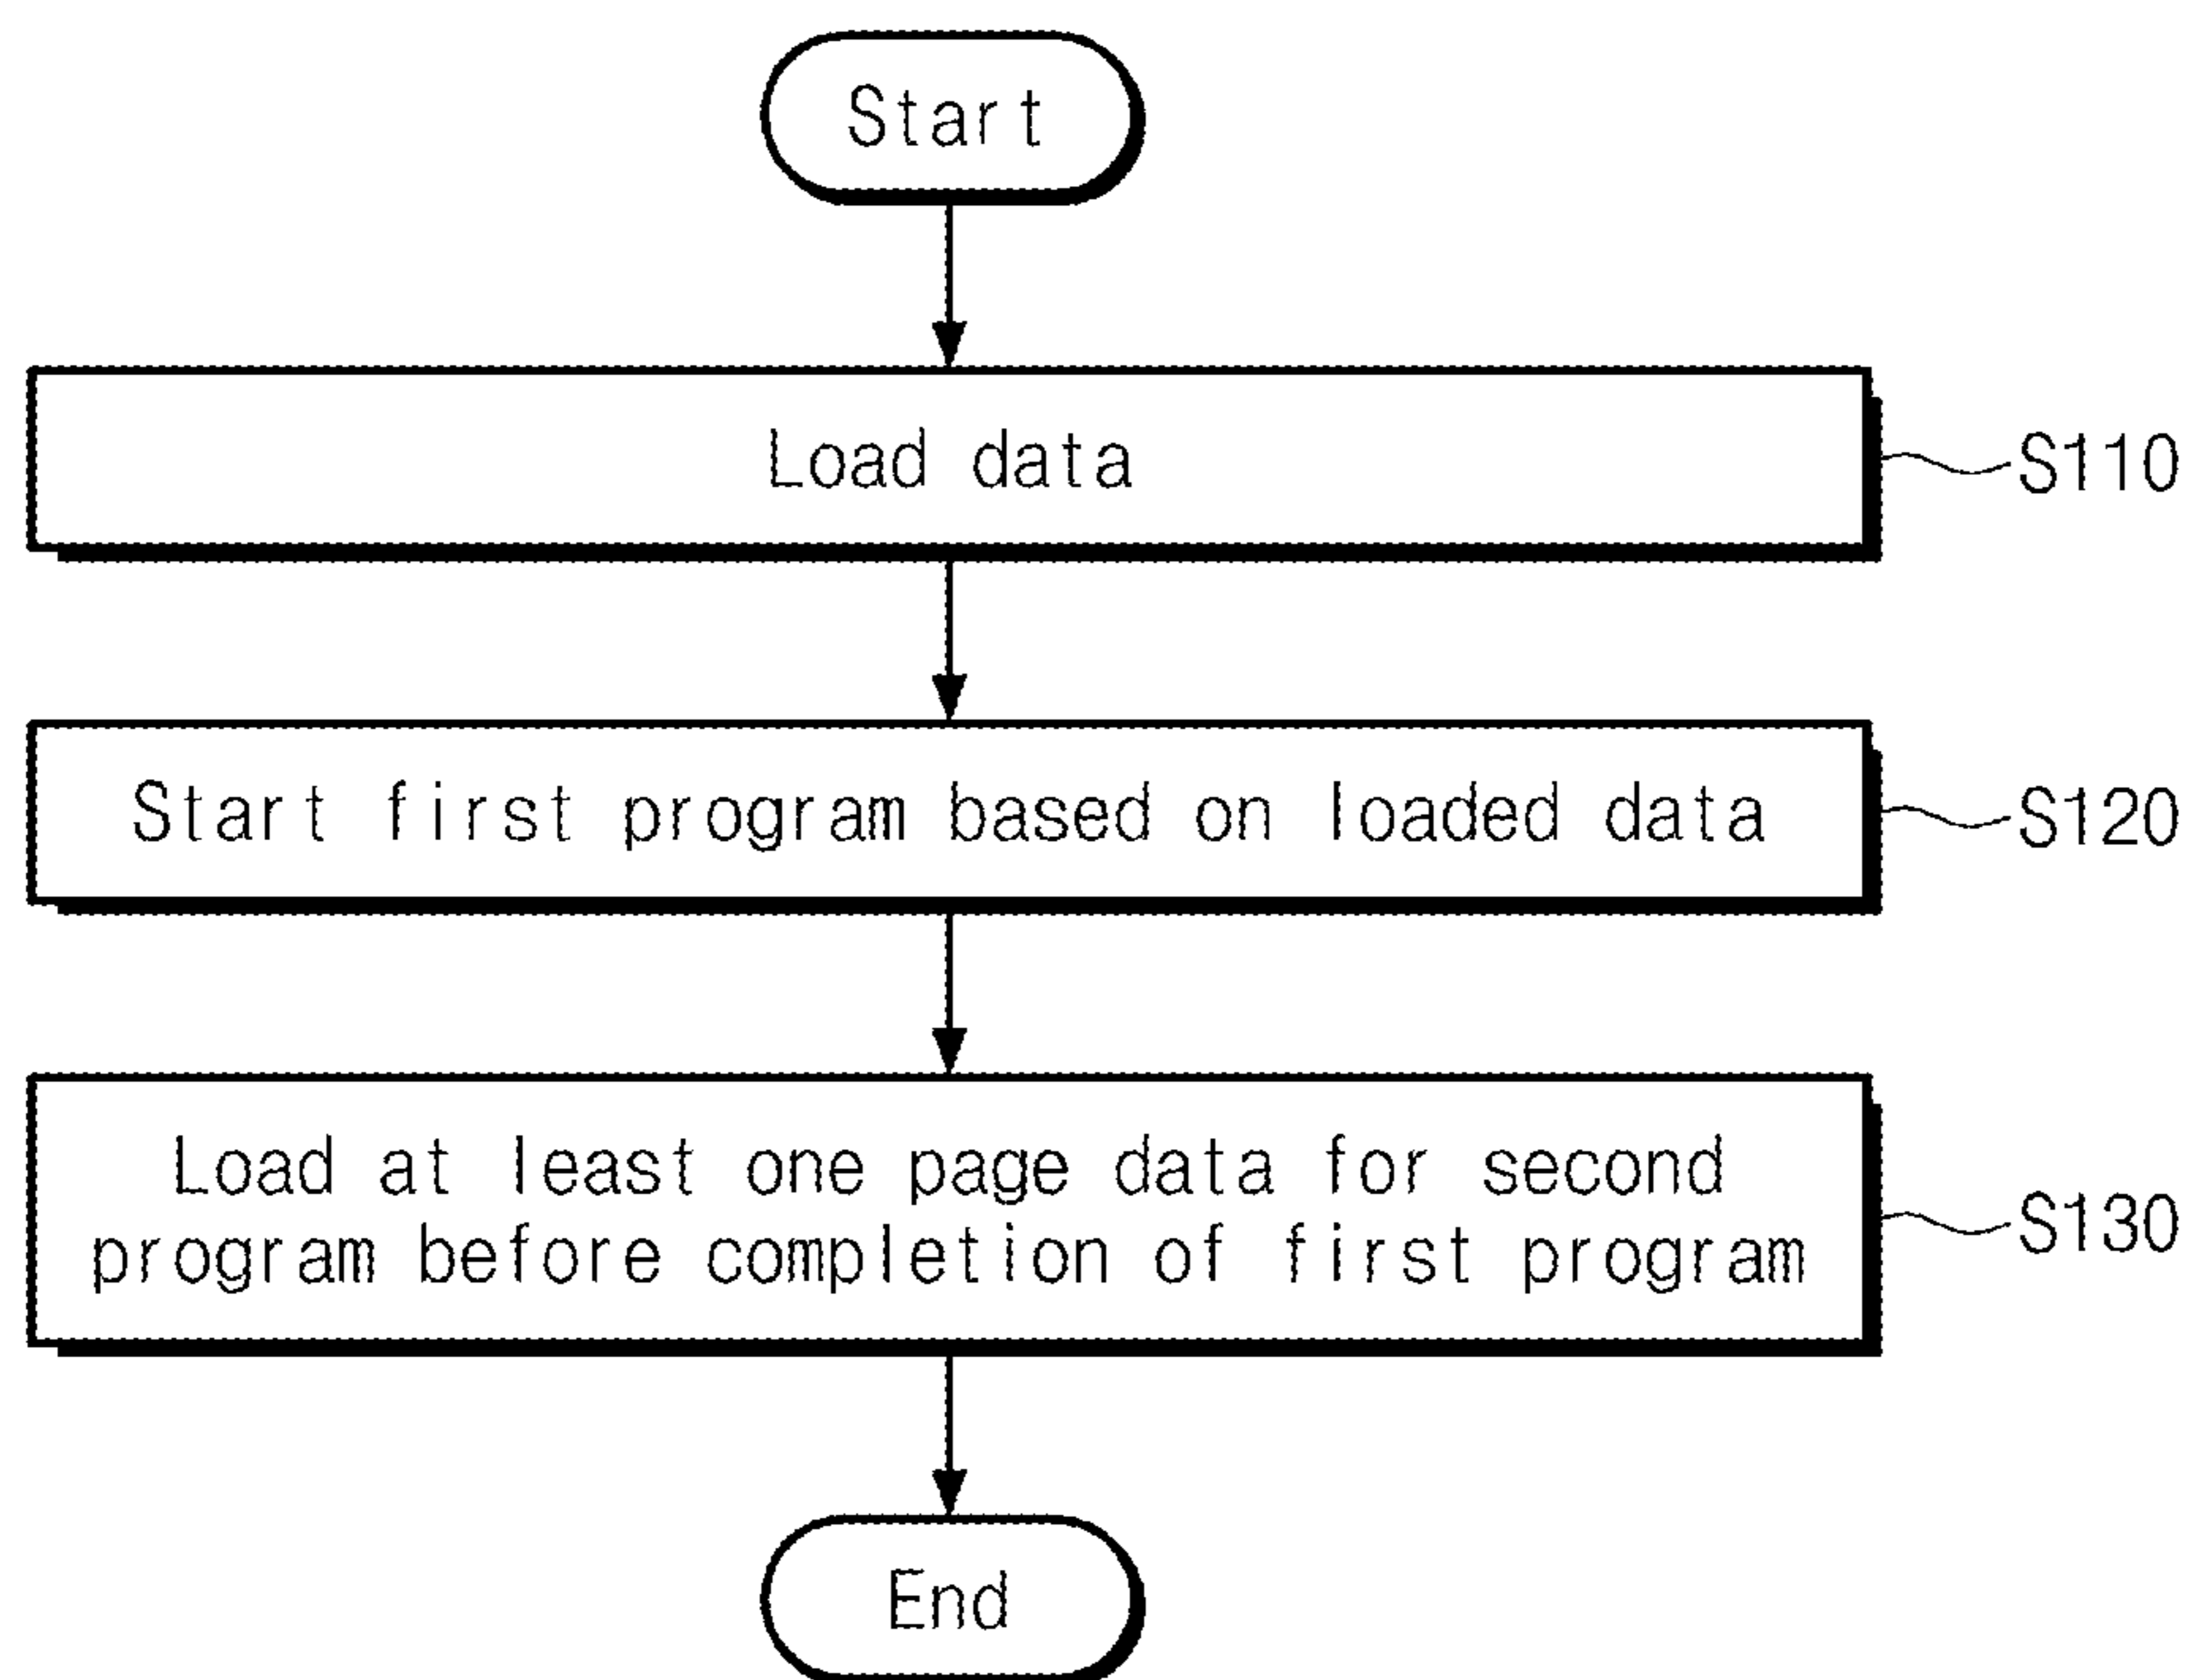 Start
Load data
S110
Start first program based on loaded data
S120
Load at least one page data for second
program before completion of first program
S130
End